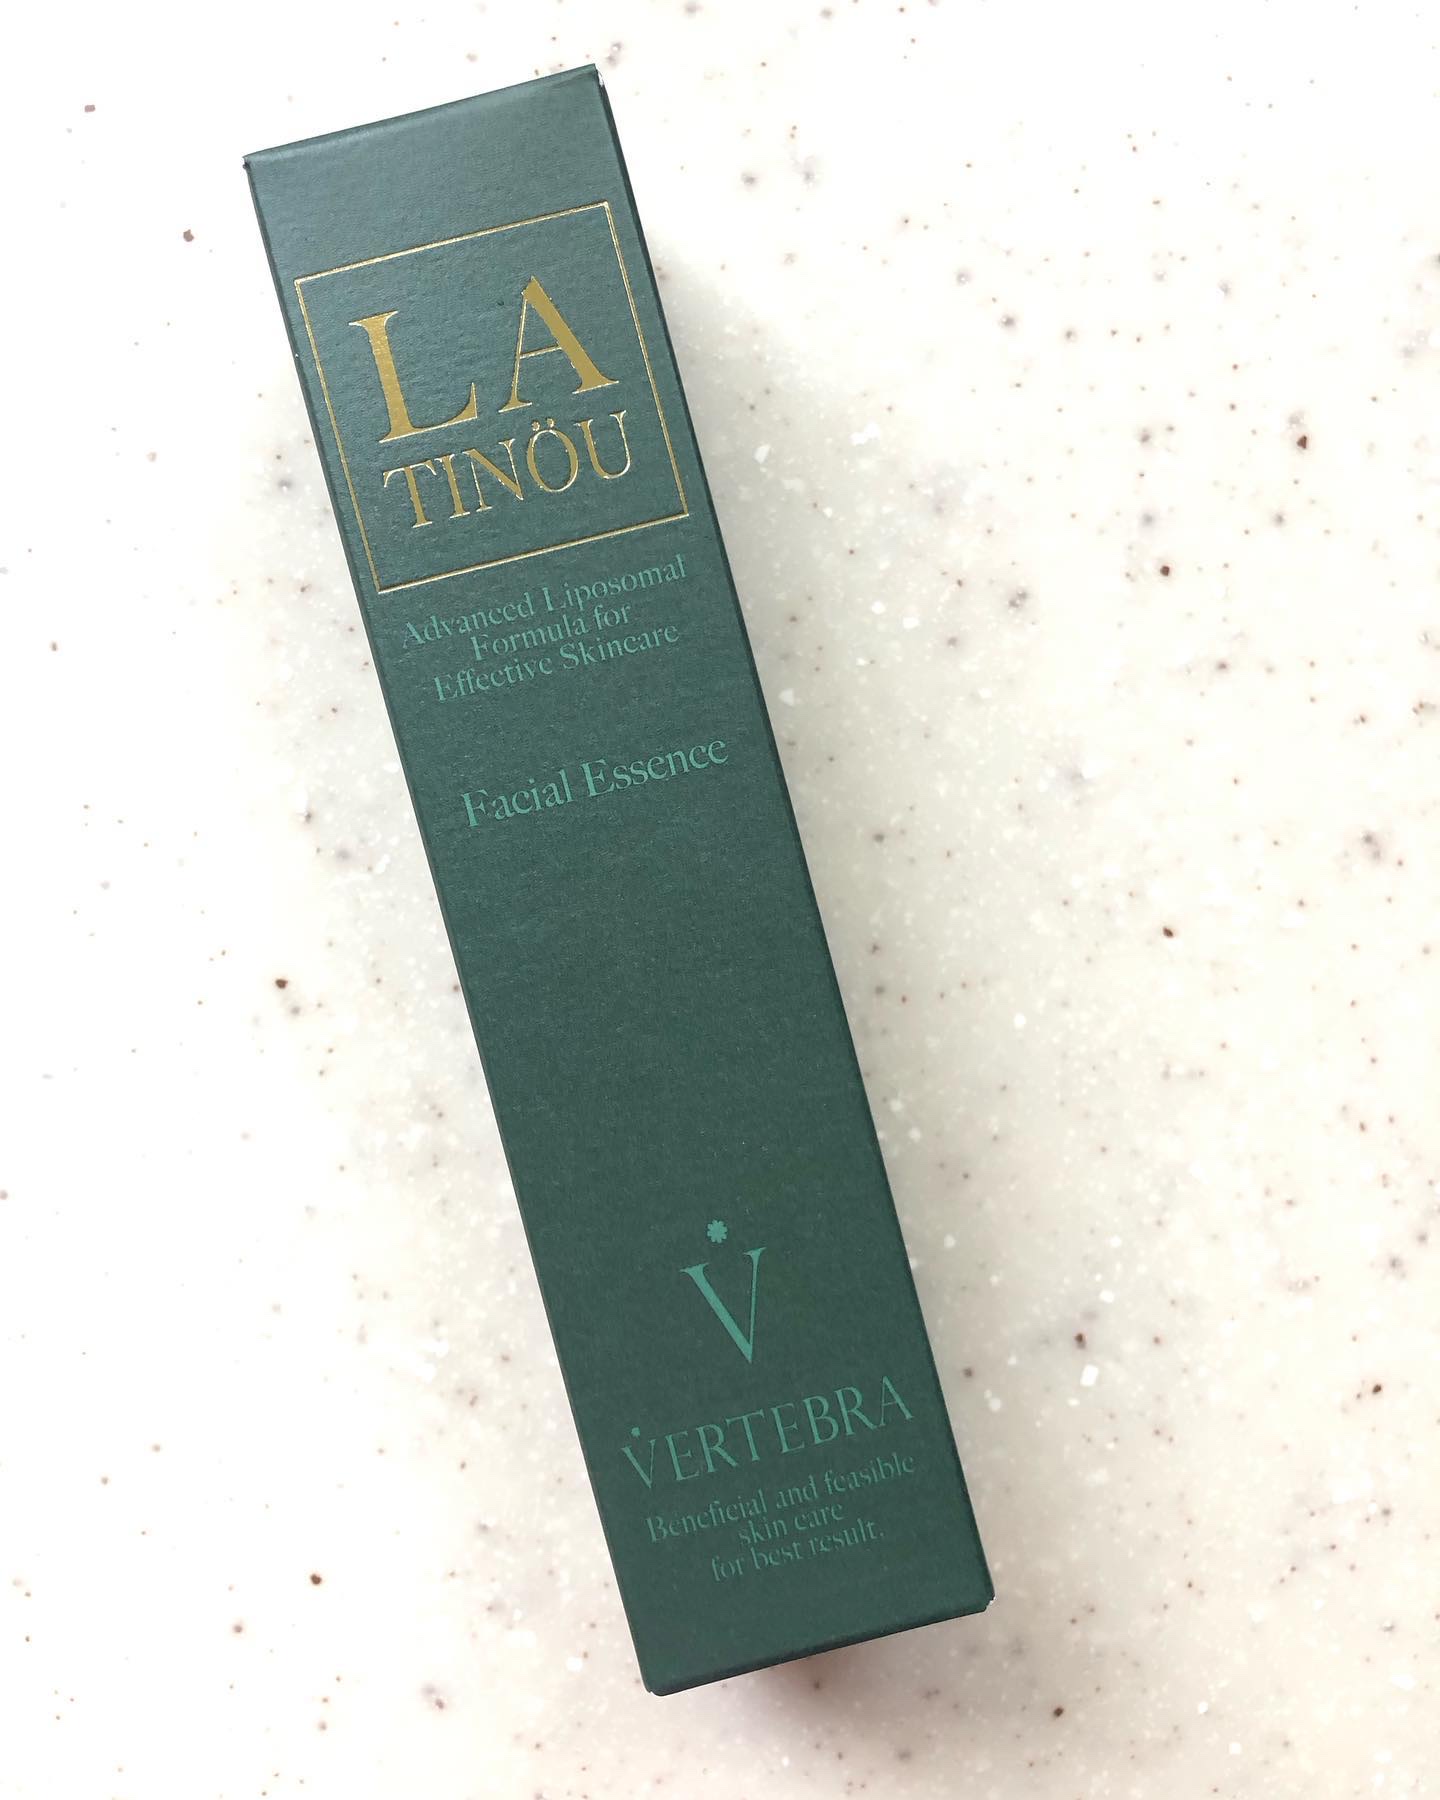 LA
TINÖU
Advanced Liposomal
Formula for
Effective Skincare
Facial Essence
V
VERTEBRA
Beneficial and feasible
skin care
for best result.